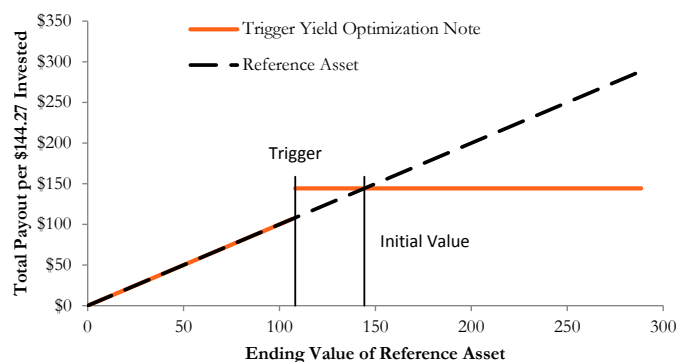 Total Payout per $144.27 Invested
$350
$300
$250
$200
$150
$100
$50
$0
Trigger Yield Optimization Note
Reference Asset
Trigger
Initial Value
0
50
100
150
200
250
300
Ending Value of Reference Asset